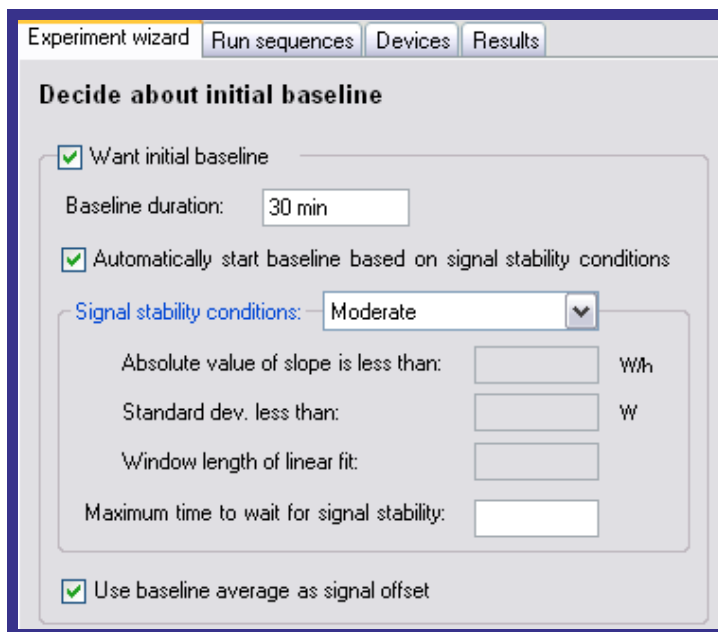 Experiment wizard Run sequences Devices Results
Decide about initial baseline
Want initial baseline
Baseline duration: 30 min
Automatically start baseline based on signal stability conditions
Signal stability conditions: Moderate
Absolute value of slope is less than: W/h
Standard dev. less than: W
Window length of linear fit:
Maximum time to wait for signal stability:
Use baseline average as signal offset